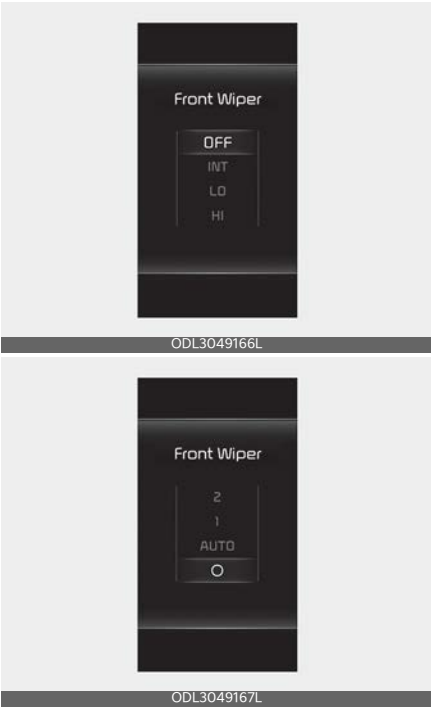 Front Wiper
OFF
INT
LO
HI
ODL3049166L
Front Wiper
2
1
AUTO
O
ODL3049167L